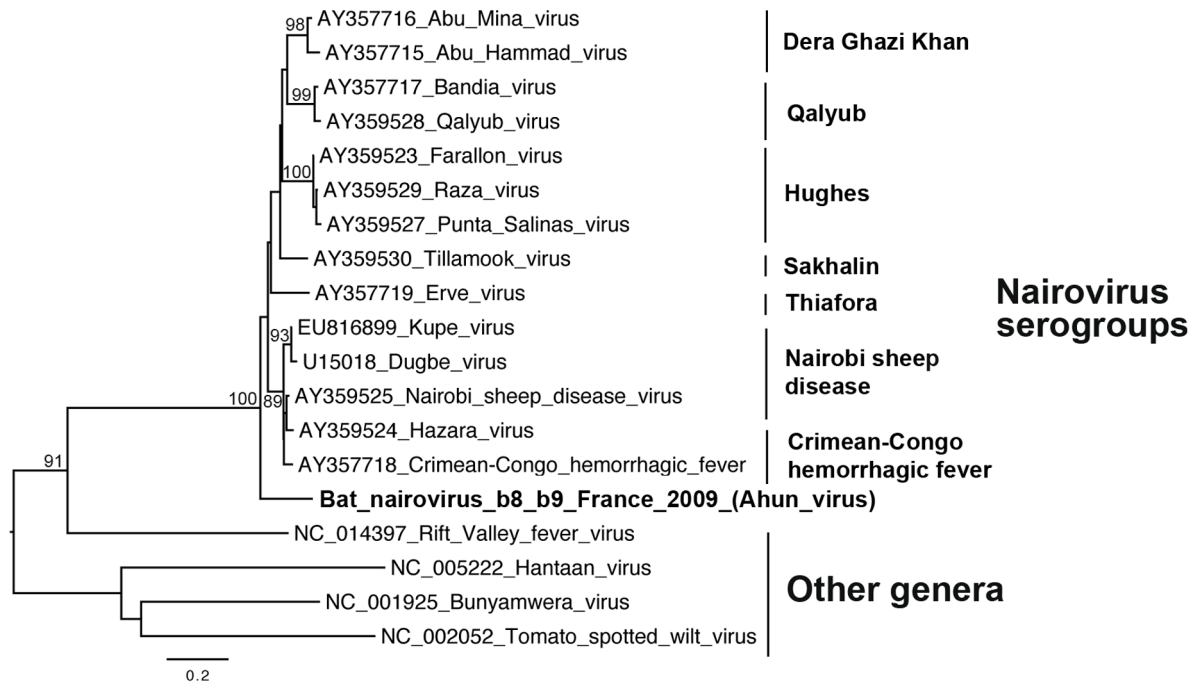 98
AY357716_Abu_Mina_virus
AY357715_Abu_Hammad_virus
Dera Ghazi Khan
99
AY357717_Bandia_virus
AY359528_Qalyub_virus
Qalyub
100
AY359523_Farallon_virus
AY359529_Raza_virus
AY359527_Punta_Salinas_virus
Hughes
AY359530_Tillamook_virus
Sakhalin
AY357719_Erve_virus
Thiafora
Nairovirus
serogroups
93
EU816899_Kupe_virus
U15018_Dugbe_virus
AY359525_Nairobi_sheep_disease_virus
Nairobi sheep
disease
100
89
AY359524_Hazara_virus
AY357718_Crimean-Congo_hemorrhagic_fever
Crimean-Congo
hemorrhagic fever
Bat_nairovirus_b8_b9_France_2009_(Ahun_virus)
91
NC_014397_Rift_Valley_fever_virus
NC_005222_Hantaan_virus
NC_001925_Bunyamwera_virus
NC_002052_Tomato_spotted_wilt_virus
Other genera
0.2